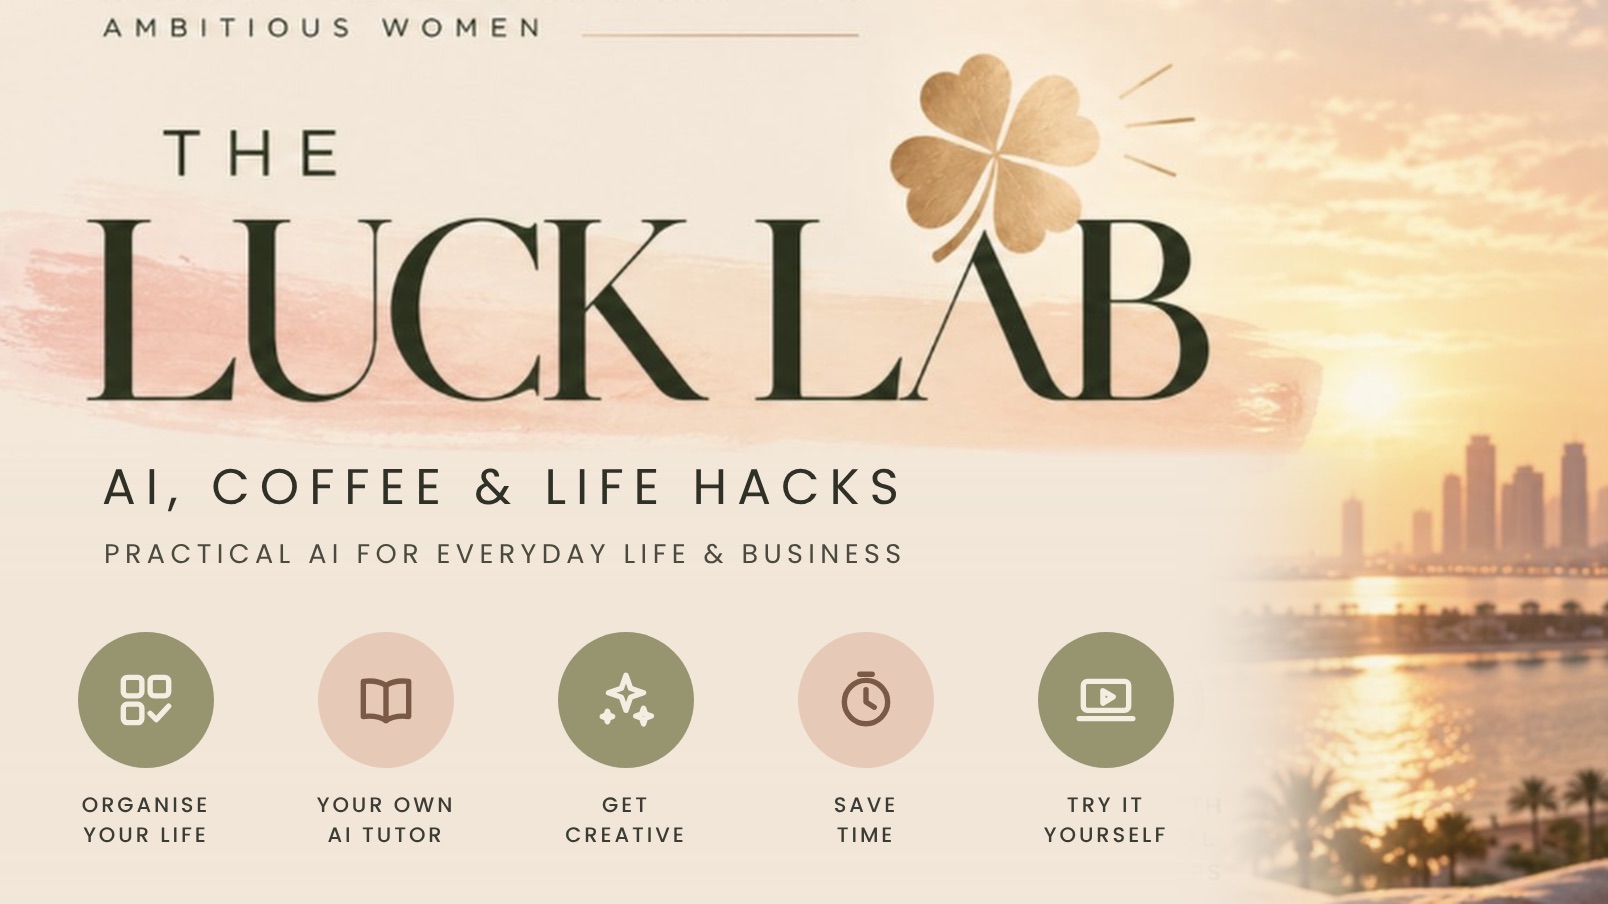 AMBITIOUS WOMEN
THE
LUCK LAB
AI, COFFEE & LIFE HACKS
PRACTICAL AI FOR EVERYDAY LIFE & BUSINESS
ORGANISE
YOUR LIFE
YOUR OWN
AI TUTOR
GET
CREATIVE
SAVE
TIME
TRY IT
YOURSELF